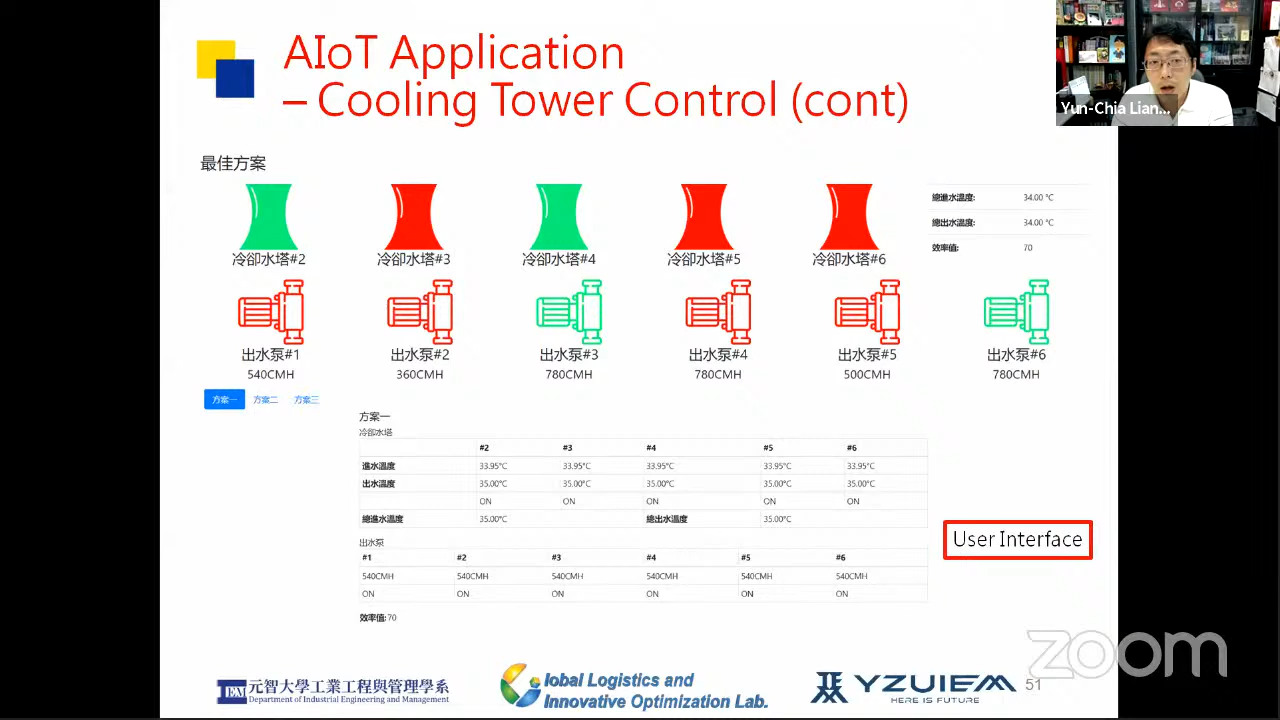 AIoT Application
– Cooling Tower Control (cont)
Yun-Chia Lian...
最佳方案
冷卻水塔#2 冷卻水塔#3 冷卻水塔#4 冷卻水塔#5 冷卻水塔#6
總進水溫度: 34.00 °C
總出水溫度: 34.00 °C
效率值: 70
出水泵#1 出水泵#2 出水泵#3 出水泵#4 出水泵#5 出水泵#6
540CMH 360CMH 780CMH 780CMH 500CMH 780CMH
方案一 方案二 方案三
方案一
冷卻水塔
#2 #3 #4 #5 #6
進水溫度 33.95°C 33.95°C 33.95°C 33.95°C 33.95°C
出水溫度 35.00°C 35.00°C 35.00°C 35.00°C 35.00°C
ON ON ON ON ON
總進水溫度 35.00°C 總出水溫度 35.00°C
出水泵
#1 #2 #3 #4 #5 #6
540CMH 540CMH 540CMH 540CMH 540CMH 540CMH
ON ON ON ON ON ON
效率值: 70
User Interface
zoom
IEM 元智大學工業工程與管理學系
Department of Industrial Engineering and Management
Global Logistics and
Innovative Optimization Lab.
YZUIEM
HERE IS FUTURE
51